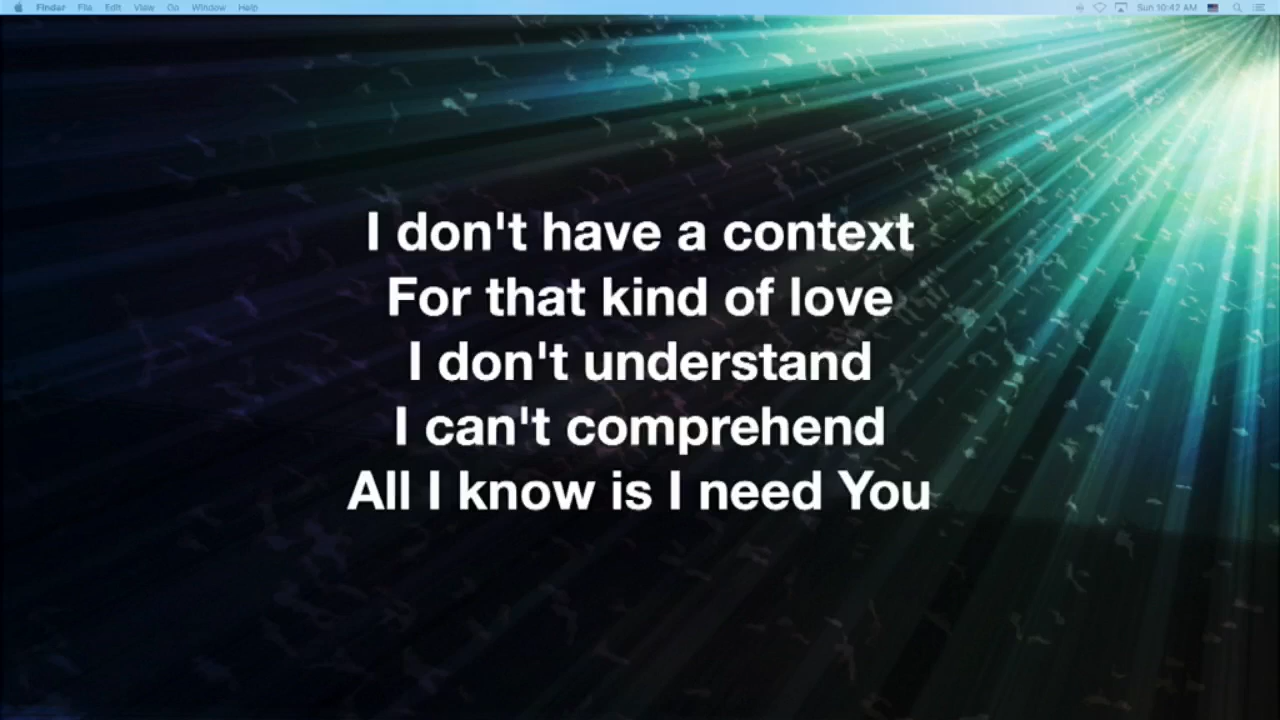 Finder File Edit View Go Window Help Sun 10:42 AM
I don't have a context
For that kind of love
I don't understand
I can't comprehend
All I know is I need You